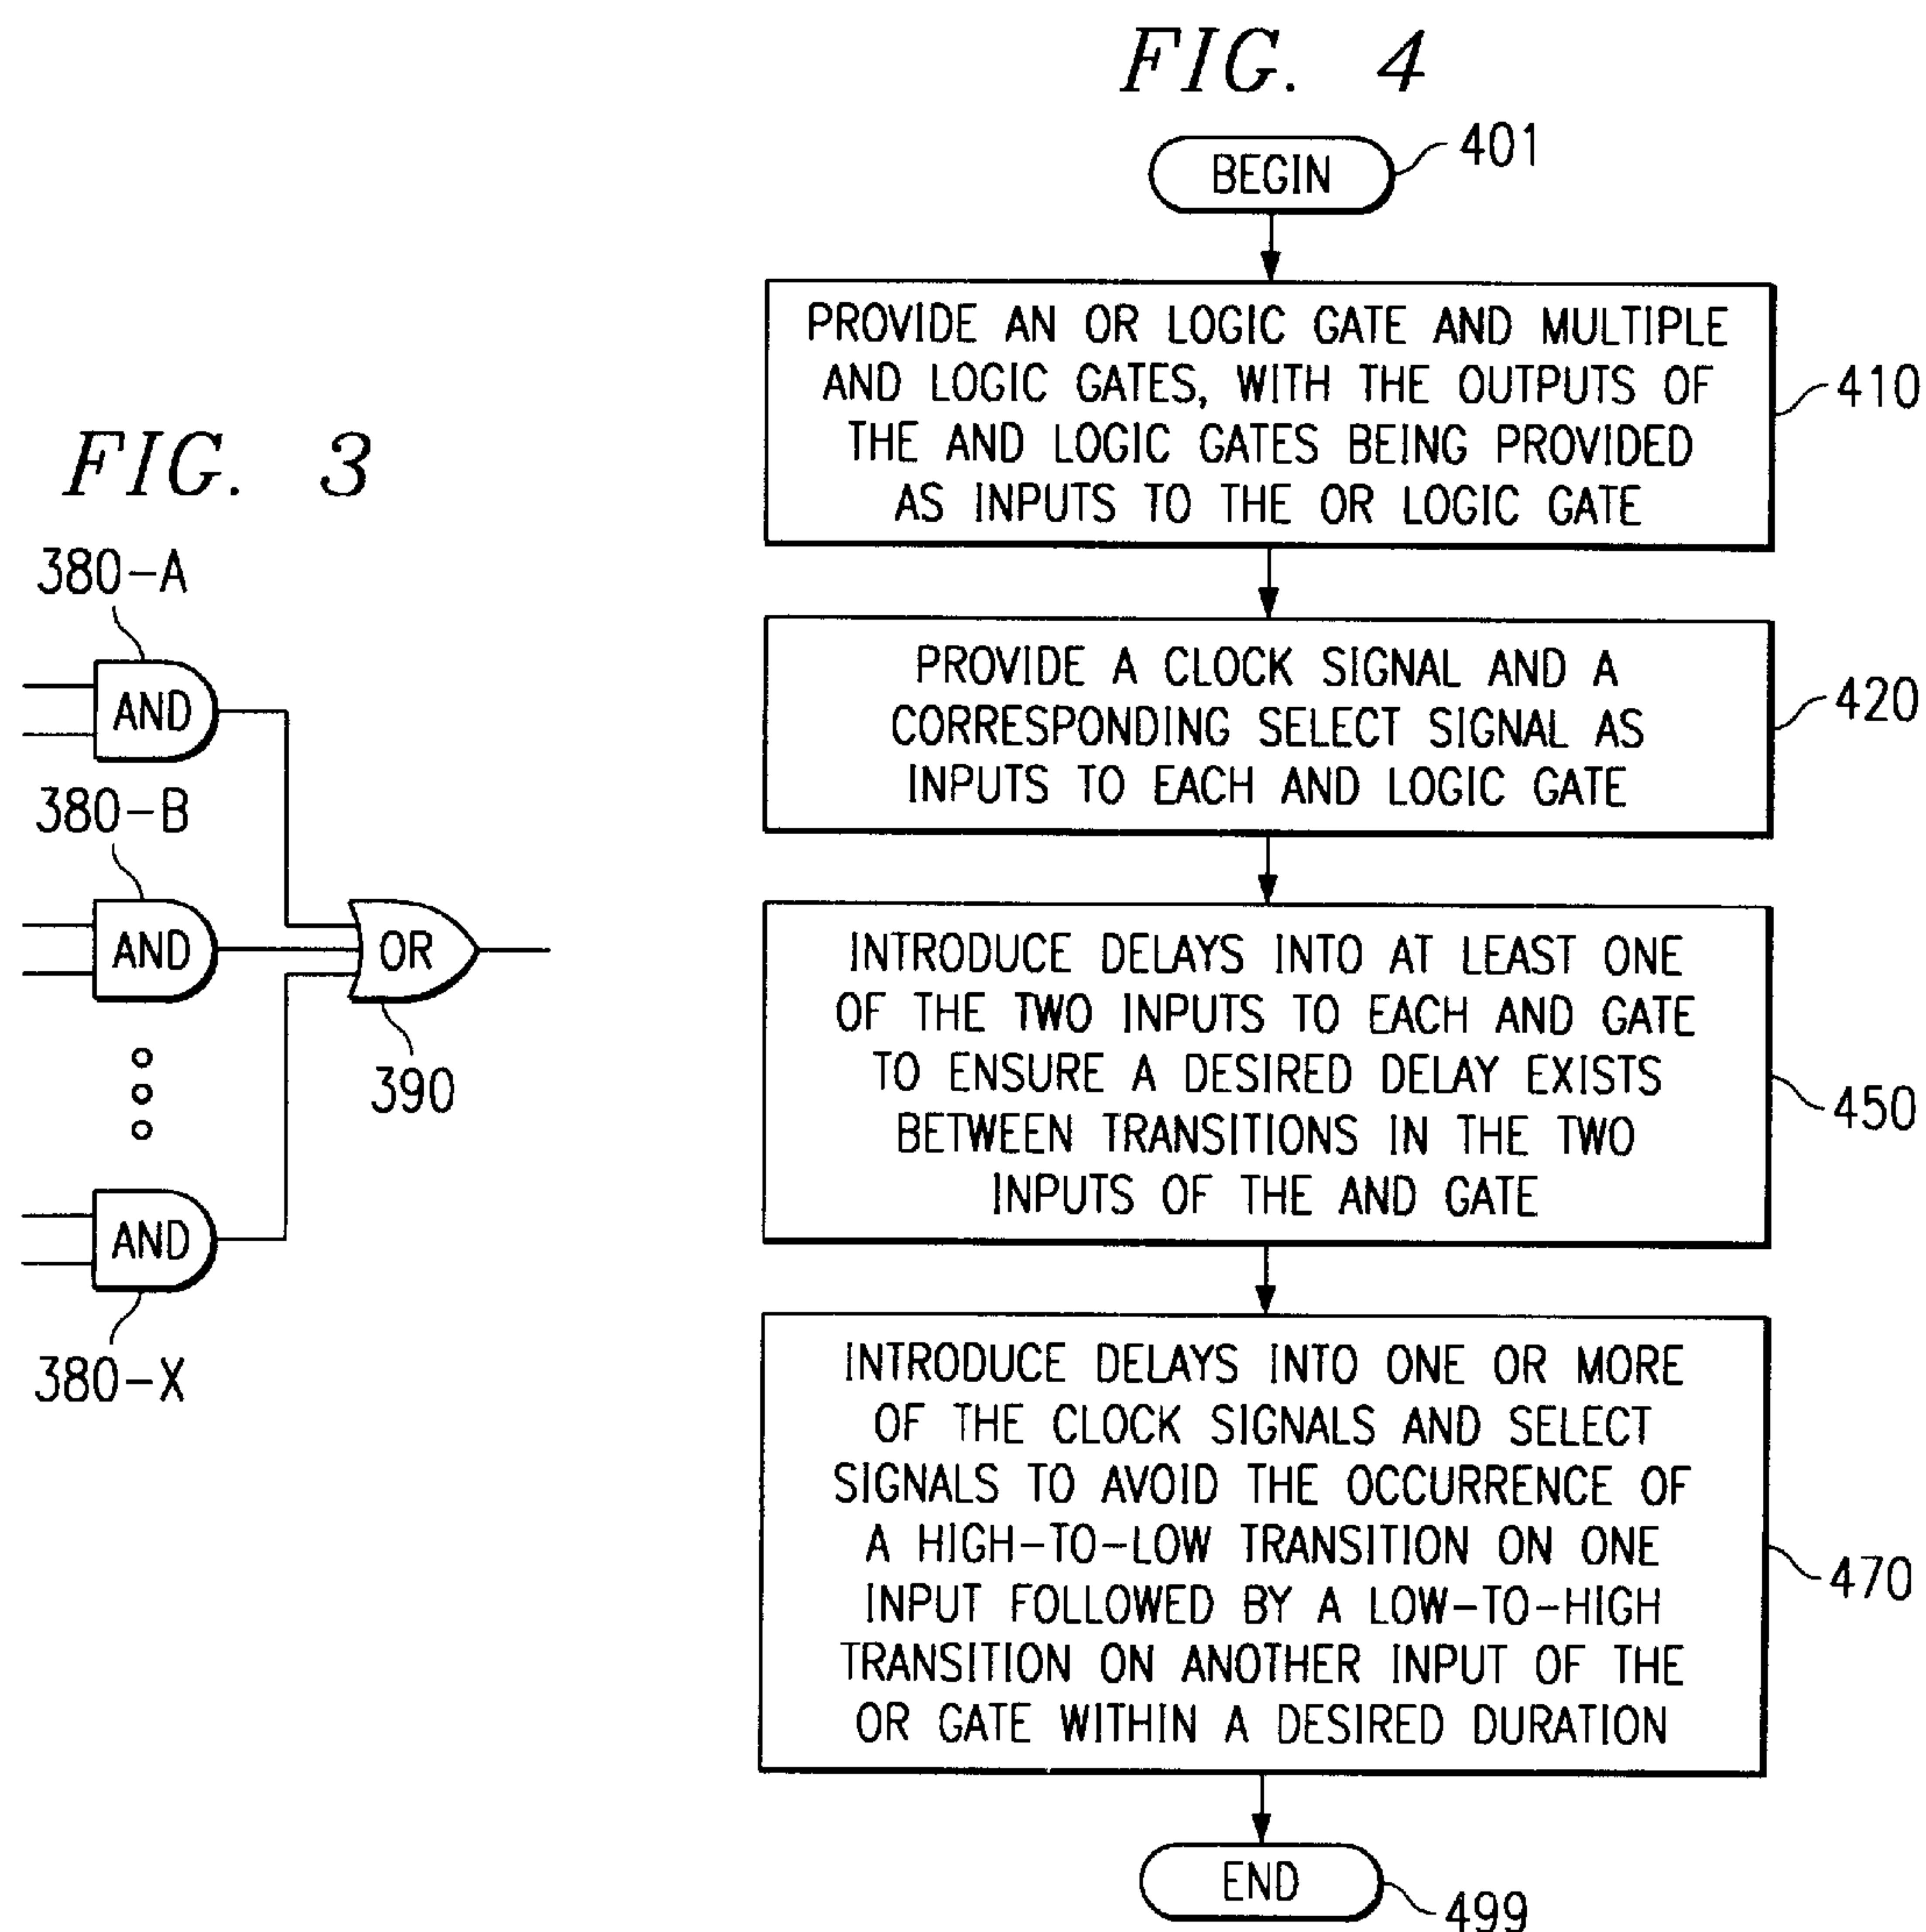 FIG. 3
380-A
AND
380-B
AND
OR
390
AND
380-X
FIG. 4
BEGIN
401
PROVIDE AN OR LOGIC GATE AND MULTIPLE
AND LOGIC GATES, WITH THE OUTPUTS OF
THE AND LOGIC GATES BEING PROVIDED
AS INPUTS TO THE OR LOGIC GATE
410
PROVIDE A CLOCK SIGNAL AND A
CORRESPONDING SELECT SIGNAL AS
INPUTS TO EACH AND LOGIC GATE
420
INTRODUCE DELAYS INTO AT LEAST ONE
OF THE TWO INPUTS TO EACH AND GATE
TO ENSURE A DESIRED DELAY EXISTS
BETWEEN TRANSITIONS IN THE TWO
INPUTS OF THE AND GATE
450
INTRODUCE DELAYS INTO ONE OR MORE
OF THE CLOCK SIGNALS AND SELECT
SIGNALS TO AVOID THE OCCURRENCE OF
A HIGH-TO-LOW TRANSITION ON ONE
INPUT FOLLOWED BY A LOW-TO-HIGH
TRANSITION ON ANOTHER INPUT OF THE
OR GATE WITHIN A DESIRED DURATION
470
END
499